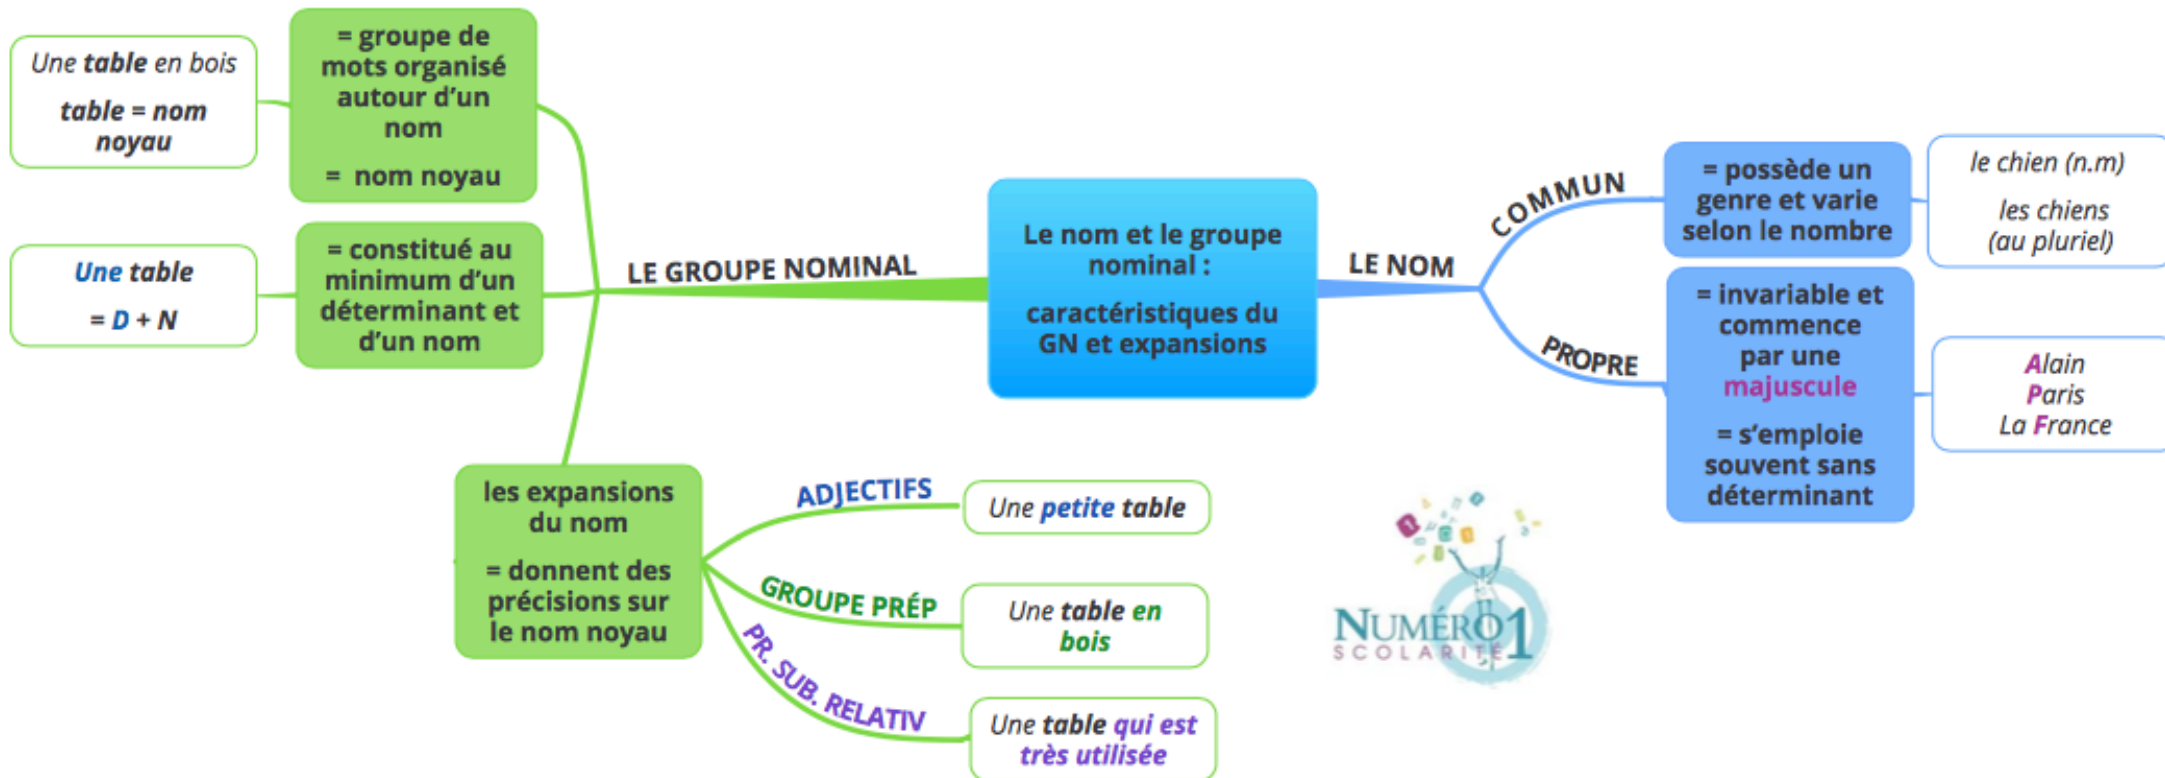 Le nom et le groupe
nominal :
caractéristiques du
GN et expansions
LE GROUPE NOMINAL
= groupe de
mots organisé
autour d’un
nom
= nom noyau
Une table en bois
table = nom
noyau
= constitué au
minimum d’un
déterminant et
d’un nom
Une table
= D + N
les expansions
du nom
= donnent des
précisions sur
le nom noyau
ADJECTIFS
Une petite table
GROUPE PRÉP
Une table en
bois
PR. SUB. RELATIV
Une table qui est
très utilisée
LE NOM
COMMUN
= possède un
genre et varie
selon le nombre
le chien (n.m)
les chiens
(au pluriel)
PROPRE
= invariable et
commence
par une
majuscule
= s’emploie
souvent sans
déterminant
Alain
Paris
La France
NUMÉRO1
SCOLARITÉ